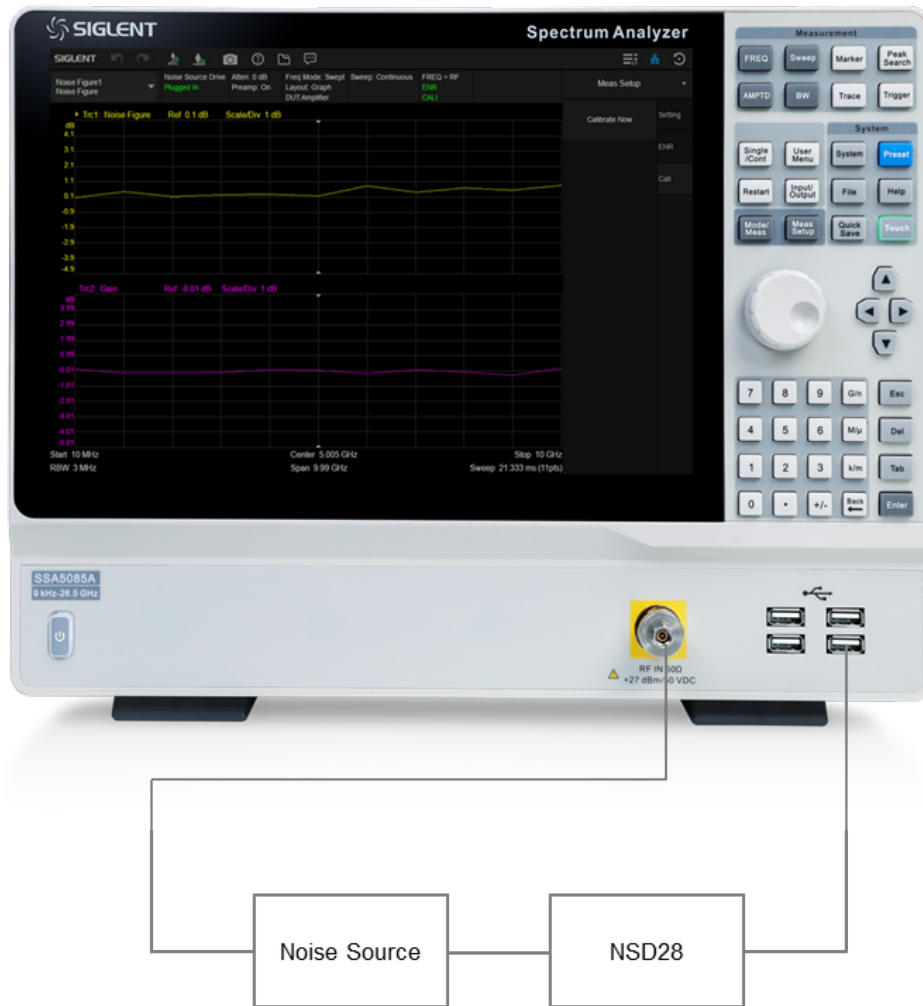 SIGLENT
Spectrum Analyzer
SIGLENT
Noise Figure1
Noise Figure
Noise Source Drive
Plugged In
Atten: 0 dB
Preamp: On
Freq Mode: Swept
Layout: Graph
DUT:Amplifier
Sweep: Continuous
FREQ = RF
ENR
CALI
Meas Setup
Trc1: Noise Figure Ref 0.1 dB Scale/Div 1 dB
dB
4.1
3.1
2.1
1.1
0.1
-0.9
-1.9
-2.9
-3.9
-4.9
Calibrate Now
Setting
ENR
Cali
Trc2: Gain Ref -0.01 dB Scale/Div 1 dB
dB
3.99
2.99
1.99
0.99
-0.01
-1.01
-2.01
-3.01
-4.01
-5.01
Start 10 MHz Center 5.005 GHz Stop 10 GHz
RBW 3 MHz Span 9.99 GHz Sweep 21.333 ms (11pts)
Measurement
FREQ Sweep Marker Peak Search
AMPTD BW Trace Trigger
System
Single /Cont User Menu System Preset
Restart Input/ Output File Help
Mode/ Meas Meas Setup Quick Save Touch
7 8 9 G/n Esc
4 5 6 M/μ Del
1 2 3 k/m Tab
0 . +/- Back Enter
SSA5085A
9 kHz-26.5 GHz
RF IN 50Ω
+27 dBm/50 VDC
Noise Source
NSD28